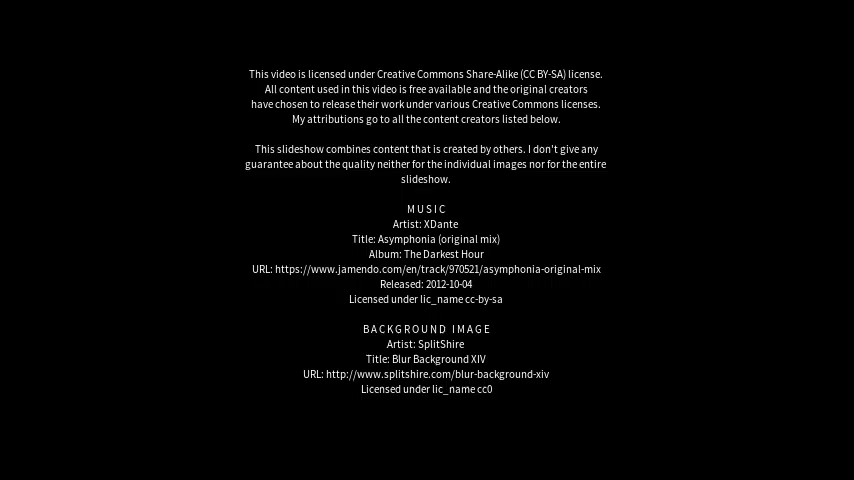 This video is licensed under Creative Commons Share-Alike (CC BY-SA) license.
All content used in this video is free available and the original creators
have chosen to release their work under various Creative Commons licenses.
My attributions go to all the content creators listed below.
This slideshow combines content that is created by others. I don't give any
guarantee about the quality neither for the individual images nor for the entire
slideshow.
MUSIC
Artist: XDante
Title: Asymphonia (original mix)
Album: The Darkest Hour
URL: https://www.jamendo.com/en/track/970521/asymphonia-original-mix
Released: 2012-10-04
Licensed under lic_name cc-by-sa
BACKGROUND IMAGE
Artist: SplitShire
Title: Blur Background XIV
URL: http://www.splitshire.com/blur-background-xiv
Licensed under lic_name cc0